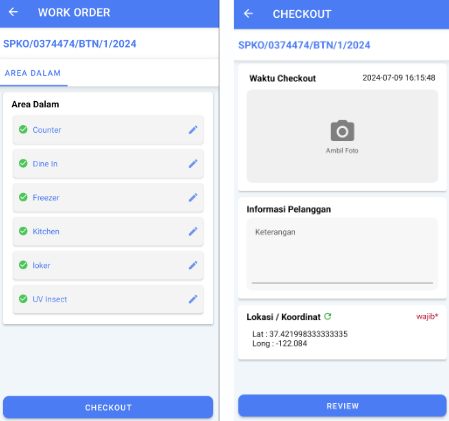 WORK ORDER
SPKO/0374474/BTN/1/2024
AREA DALAM
Area Dalam
Counter
Dine In
Freezer
Kitchen
loker
UV Insect
CHECKOUT
CHECKOUT
SPKO/0374474/BTN/1/2024
Waktu Checkout 2024-07-09 16:15:48
Ambil Foto
Informasi Pelanggan
Keterangan
Lokasi / Koordinat wajib*
Lat : 37.421998333333335
Long : -122.084
REVIEW